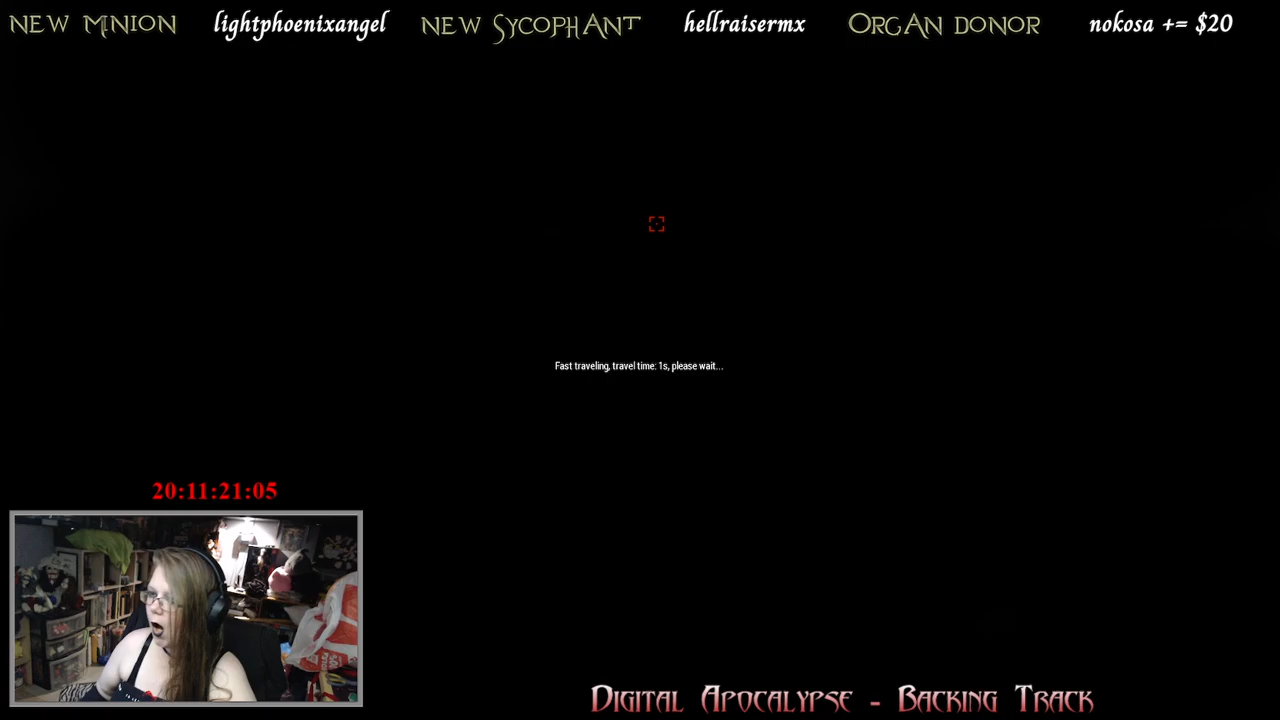 NEW MINION lightphoenixangel NEW SYCOPHANT hellraisermx ORGAN DONOR nokosa += $20
Fast traveling, travel time: 1s, please wait...
20:11:21:05
DIGITAL APOCALYPSE - BACKING TRACK